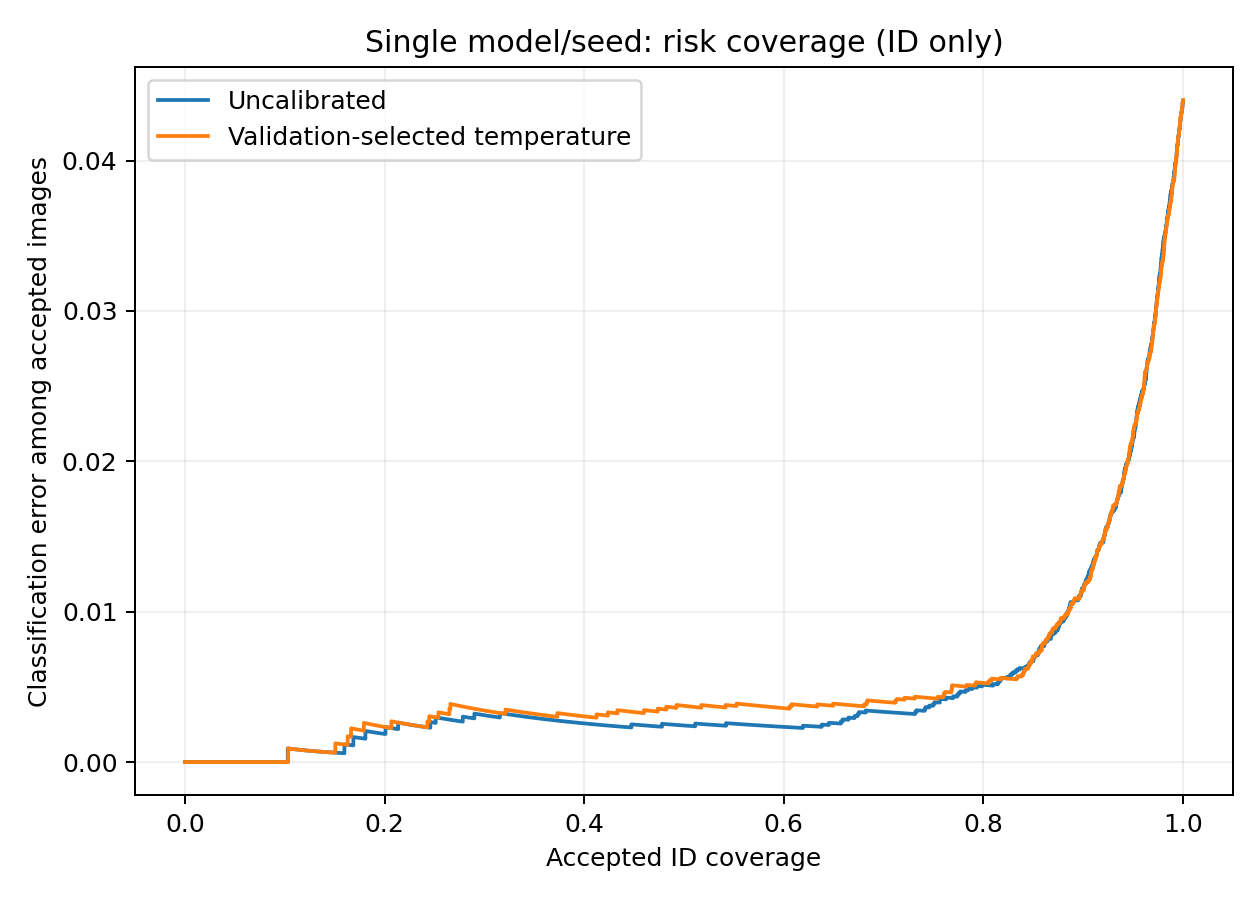 Single model/seed: risk coverage (ID only)
Uncalibrated
Validation-selected temperature
Classification error among accepted images
0.04
0.03
0.02
0.01
0.00
0.0 0.2 0.4 0.6 0.8 1.0
Accepted ID coverage